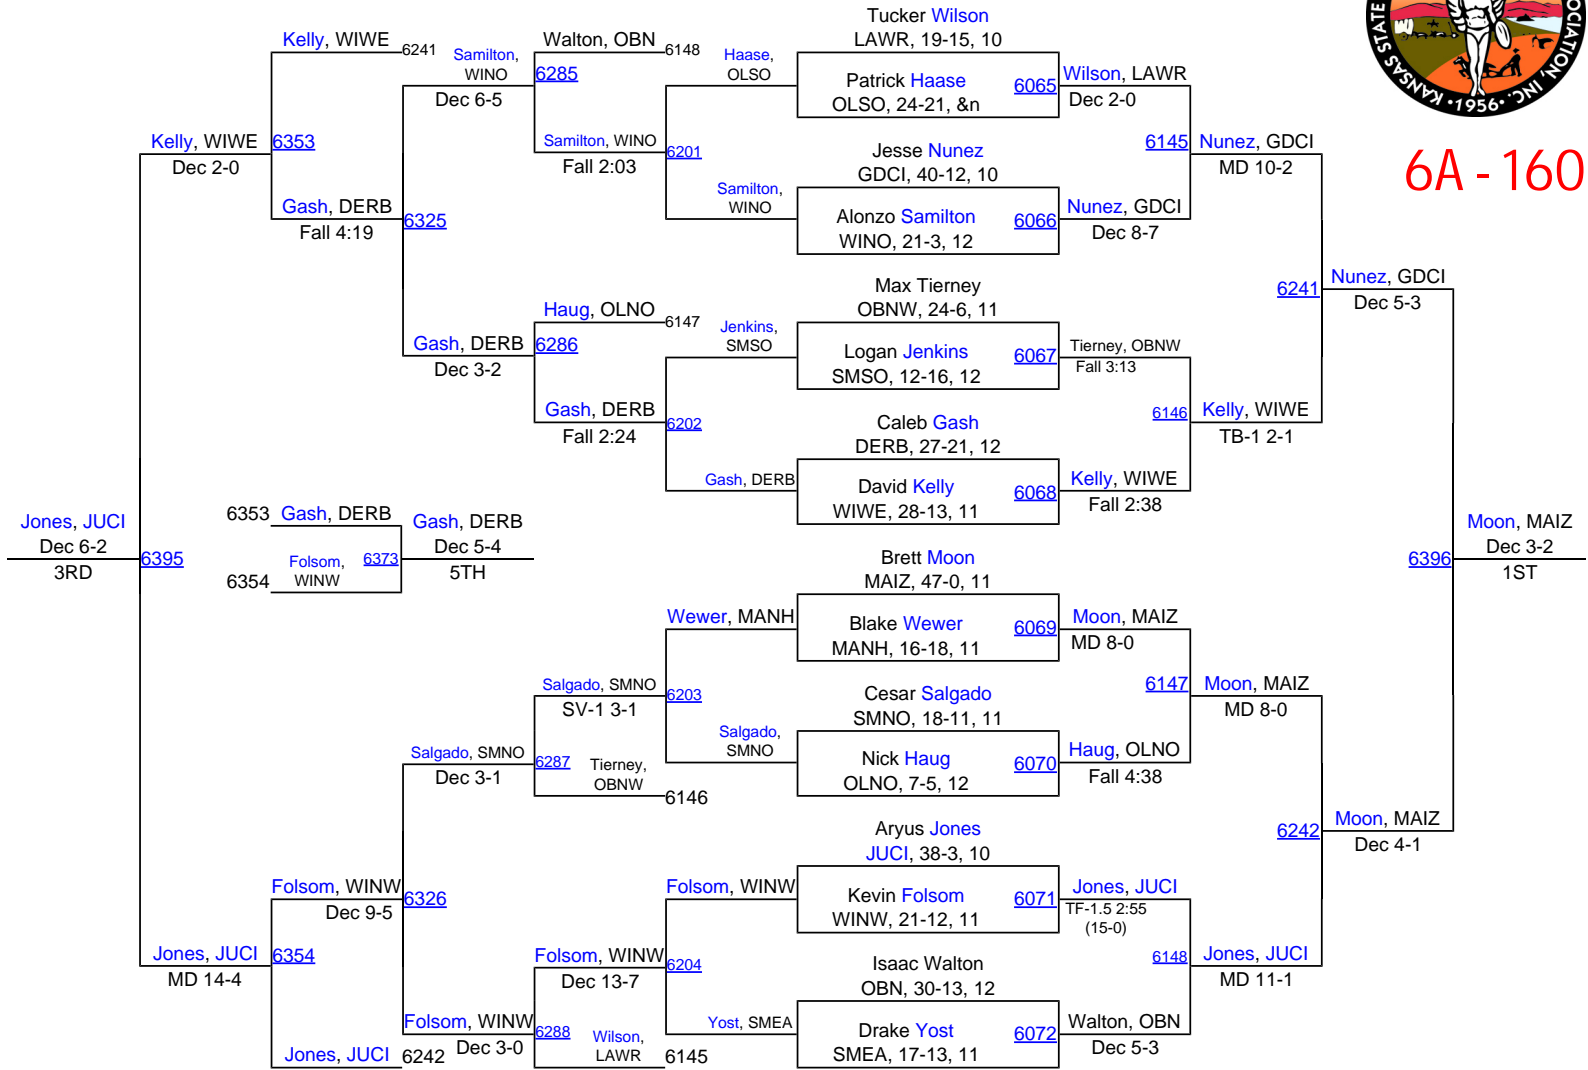 KANSAS STATE
OCIATION, INC.
• 1956 •
6A - 160
Tucker Wilson
LAWR, 19-15, 10
Patrick Haase
OLSO, 24-21, &n
6065
Jesse Nunez
GDCI, 40-12, 10
Alonzo Samilton
WINO, 21-3, 12
6066
Max Tierney
OBNW, 24-6, 11
Logan Jenkins
SMSO, 12-16, 12
6067
Caleb Gash
DERB, 27-21, 12
David Kelly
WIWE, 28-13, 11
6068
Brett Moon
MAIZ, 47-0, 11
Blake Wewer
MANH, 16-18, 11
6069
Cesar Salgado
SMNO, 18-11, 11
Nick Haug
OLNO, 7-5, 12
6070
Aryus Jones
JUCI, 38-3, 10
Kevin Folsom
WINW, 21-12, 11
6071
Isaac Walton
OBN, 30-13, 12
Drake Yost
SMEA, 17-13, 11
6072
Wilson, LAWR
Dec 2-0
6145
Nunez, GDCI
Dec 8-7
Tierney, OBNW
Fall 3:13
6146
Kelly, WIWE
Fall 2:38
Moon, MAIZ
MD 8-0
6147
Haug, OLNO
Fall 4:38
Jones, JUCI
TF-1.5 2:55
(15-0)
6148
Walton, OBN
Dec 5-3
Nunez, GDCI
MD 10-2
6241
Kelly, WIWE
TB-1 2-1
Moon, MAIZ
MD 8-0
6242
Jones, JUCI
MD 11-1
Nunez, GDCI
Dec 5-3
6396
Moon, MAIZ
Dec 4-1
Moon, MAIZ
Dec 3-2
1ST
Haase,
OLSO
6201
Samilton,
WINO
Jenkins,
SMSO
6202
Gash, DERB
Wewer, MANH
6203
Salgado,
SMNO
Folsom, WINW
6204
Yost, SMEA
Walton, OBN
6148
6285
Samilton, WINO
Fall 2:03
Haug, OLNO
6147
6286
Gash, DERB
Fall 2:24
Salgado, SMNO
SV-1 3-1
6287
Tierney,
OBNW
6146
Folsom, WINW
Dec 13-7
6288
Wilson,
LAWR
6145
Samilton,
WINO
Dec 6-5
6325
Gash, DERB
Dec 3-2
Salgado, SMNO
Dec 3-1
6326
Folsom, WINW
Dec 3-0
Kelly, WIWE
6241
6353
Gash, DERB
Fall 4:19
Folsom, WINW
Dec 9-5
6354
Jones, JUCI
6242
Kelly, WIWE
Dec 2-0
6395
Jones, JUCI
MD 14-4
Jones, JUCI
Dec 6-2
3RD
6353
Gash, DERB
6373
6354
Folsom,
WINW
Gash, DERB
Dec 5-4
5TH